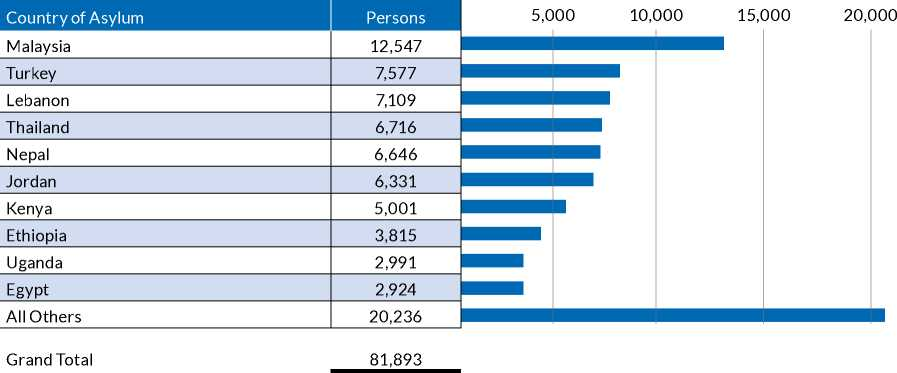 Country of Asylum Persons 5,000 10,000 15,000 20,000
Malaysia 12,547
Turkey 7,577
Lebanon 7,109
Thailand 6,716
Nepal 6,646
Jordan 6,331
Kenya 5,001
Ethiopia 3,815
Uganda 2,991
Egypt 2,924
All Others 20,236
Grand Total 81,893